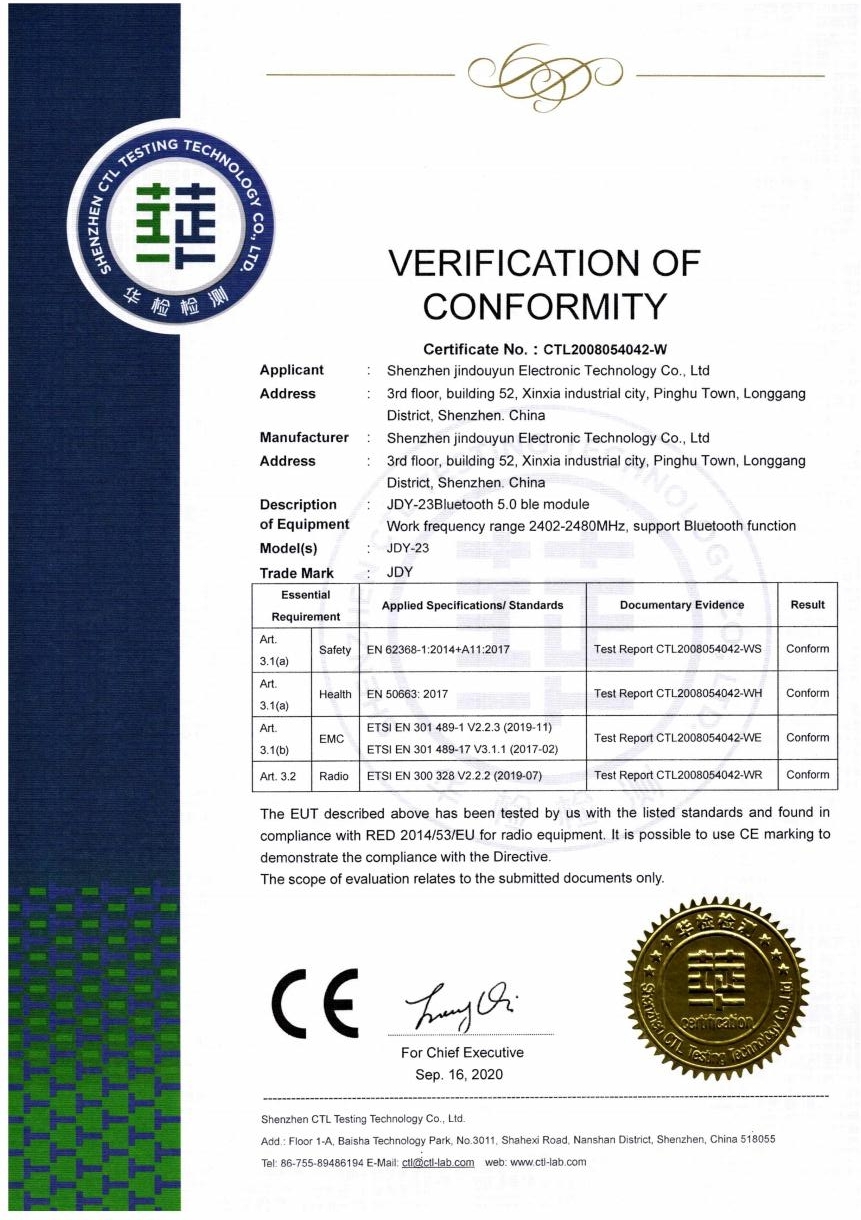 SHENZHEN CTL TESTING TECHNOLOGY CO., LTD.
华检检测
VERIFICATION OF
CONFORMITY
Certificate No. : CTL2008054042-W
Applicant : Shenzhen jindouyun Electronic Technology Co., Ltd
Address : 3rd floor, building 52, Xinxia industrial city, Pinghu Town, Longgang
District, Shenzhen. China
Manufacturer : Shenzhen jindouyun Electronic Technology Co., Ltd
Address : 3rd floor, building 52, Xinxia industrial city, Pinghu Town, Longgang
District, Shenzhen. China
Description : JDY-23Bluetooth 5.0 ble module
of Equipment Work frequency range 2402-2480MHz, support Bluetooth function
Model(s) : JDY-23
Trade Mark : JDY
Essential
Requirement Applied Specifications/ Standards Documentary Evidence Result
Art.
3.1(a) Safety EN 62368-1:2014+A11:2017 Test Report CTL2008054042-WS Conform
Art.
3.1(a) Health EN 50663: 2017 Test Report CTL2008054042-WH Conform
Art. ETSI EN 301 489-1 V2.2.3 (2019-11)
3.1(b) EMC ETSI EN 301 489-17 V3.1.1 (2017-02) Test Report CTL2008054042-WE Conform
Art. 3.2 Radio ETSI EN 300 328 V2.2.2 (2019-07) Test Report CTL2008054042-WR Conform
The EUT described above has been tested by us with the listed standards and found in
compliance with RED 2014/53/EU for radio equipment. It is possible to use CE marking to
demonstrate the compliance with the Directive.
The scope of evaluation relates to the submitted documents only.
华检检测
certification
Shenzhen CTL Testing Technology Co.,Ltd
CE
For Chief Executive
Sep. 16, 2020
Shenzhen CTL Testing Technology Co., Ltd.
Add.: Floor 1-A, Baisha Technology Park, No.3011, Shahexi Road, Nanshan District, Shenzhen, China 518055
Tel: 86-755-89486194 E-Mail: ctl@ctl-lab.com web: www.ctl-lab.com